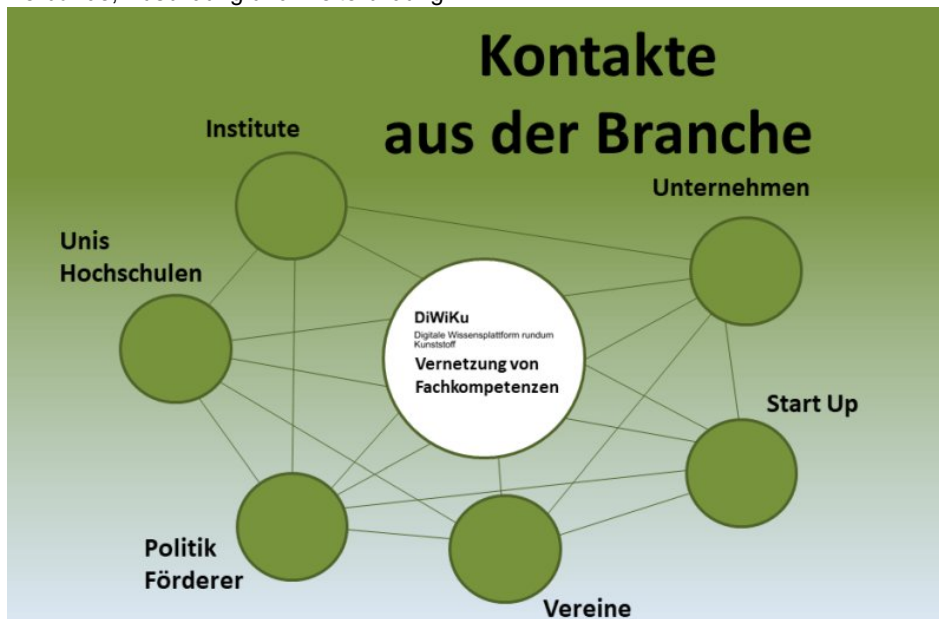 Kontakte
aus der Branche
Institute
Unternehmen
Unis
Hochschulen
DiWiKu
Digitale Wissensplattform rundum
Kunststoff
Vernetzung von
Fachkompetenzen
Start Up
Politik
Förderer
Vereine